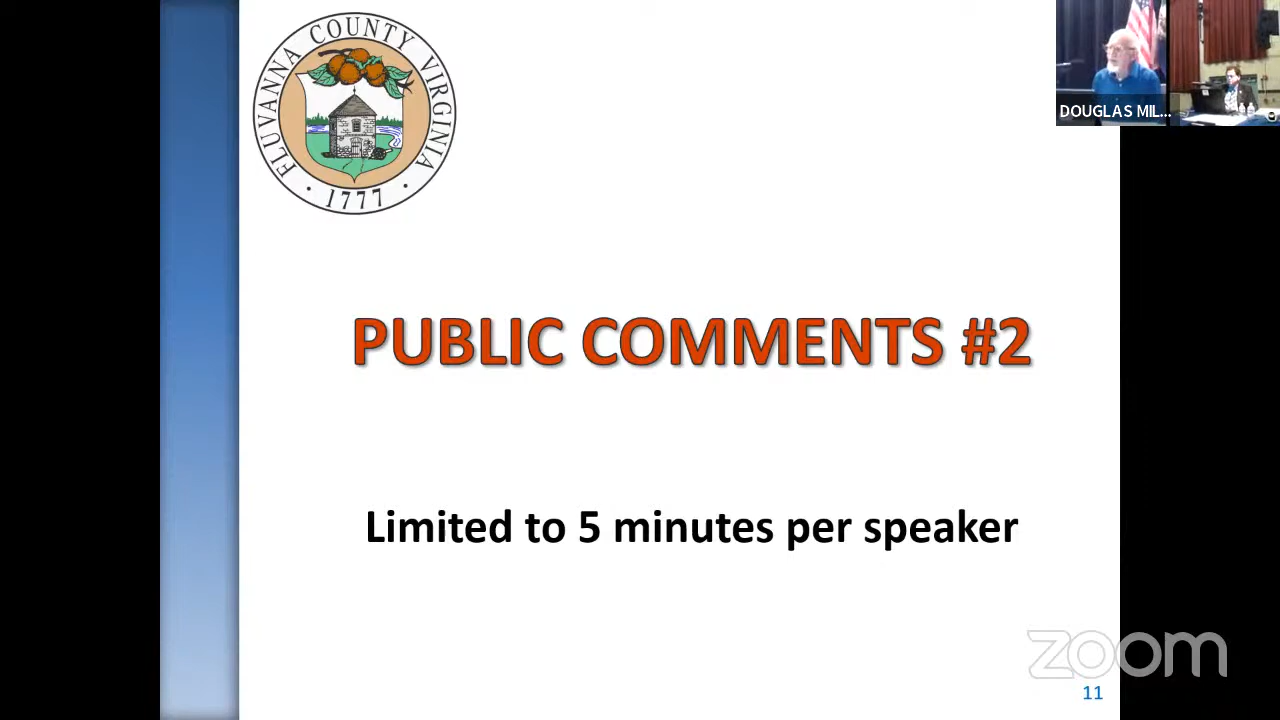 FLUVANNA COUNTY VIRGINIA
· 1777 ·
DOUGLAS MIL...
PUBLIC COMMENTS #2
Limited to 5 minutes per speaker
zoom
11